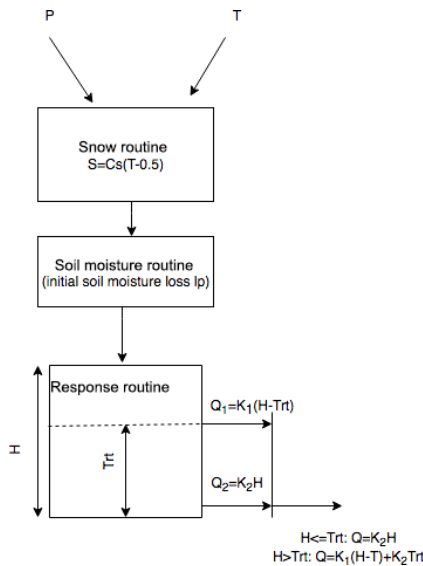 P
T
Snow routine
S=Cs(T-0.5)
Soil moisture routine
(initial soil moisture loss Ip)
Response routine
Q₁=K₁(H-Trt)
H
Trt
Q₂=K₂H
H<=Trt: Q=K₂H
H>Trt: Q=K₁(H-T)+K₂Trt